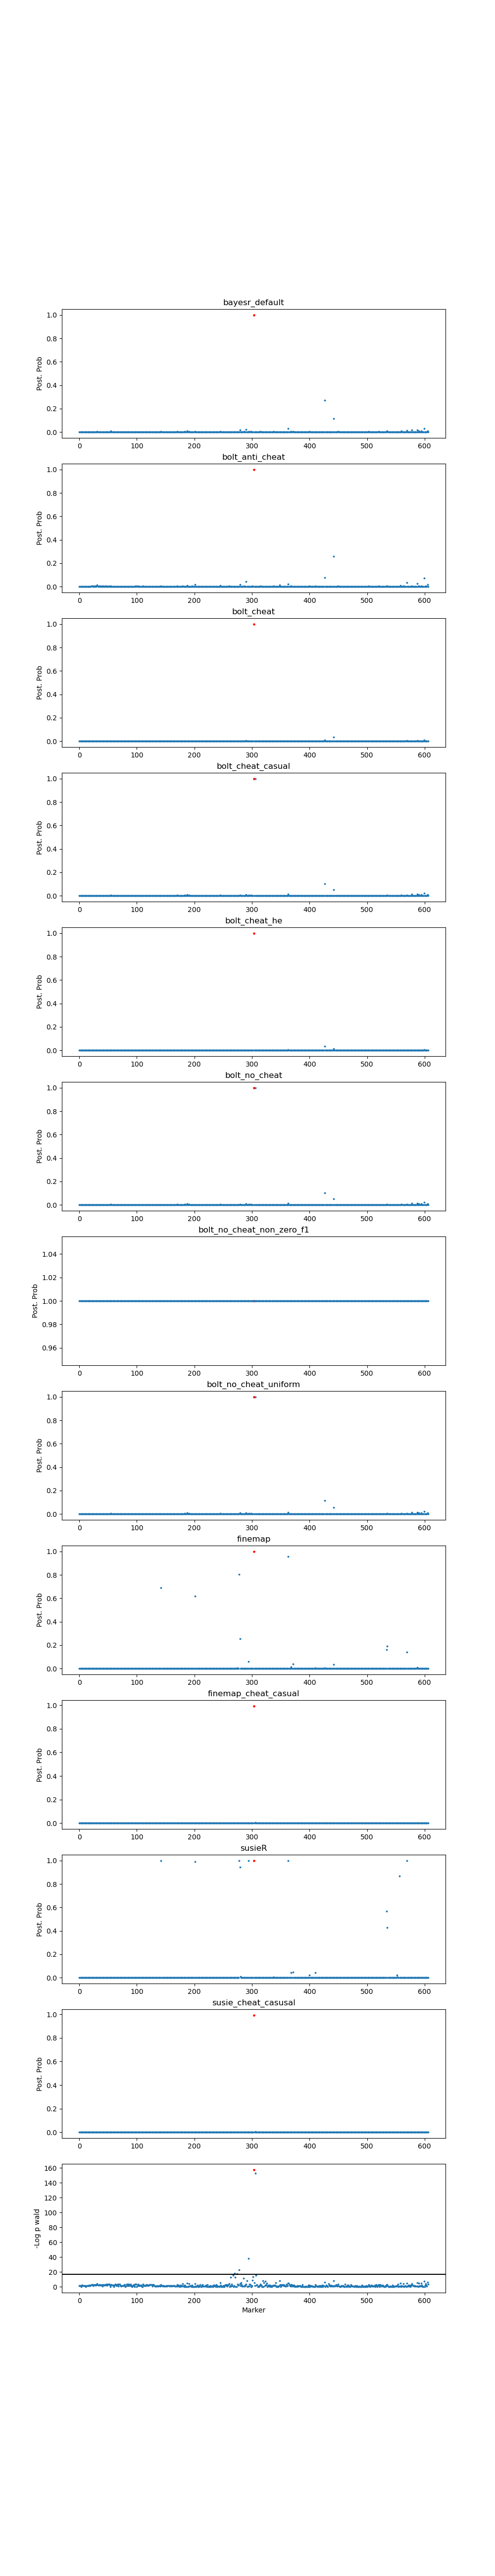 bayesr_default
1.0
0.8
0.6
0.4
0.2
0.0
Post. Prob
0 100 200 300 400 500 600
bolt_anti_cheat
1.0
0.8
0.6
0.4
0.2
0.0
Post. Prob
0 100 200 300 400 500 600
bolt_cheat
1.0
0.8
0.6
0.4
0.2
0.0
Post. Prob
0 100 200 300 400 500 600
bolt_cheat_casual
1.0
0.8
0.6
0.4
0.2
0.0
Post. Prob
0 100 200 300 400 500 600
bolt_cheat_he
1.0
0.8
0.6
0.4
0.2
0.0
Post. Prob
0 100 200 300 400 500 600
bolt_no_cheat
1.0
0.8
0.6
0.4
0.2
0.0
Post. Prob
0 100 200 300 400 500 600
bolt_no_cheat_non_zero_f1
1.04
1.02
1.00
0.98
0.96
Post. Prob
0 100 200 300 400 500 600
bolt_no_cheat_uniform
1.0
0.8
0.6
0.4
0.2
0.0
Post. Prob
0 100 200 300 400 500 600
finemap
1.0
0.8
0.6
0.4
0.2
0.0
Post. Prob
0 100 200 300 400 500 600
finemap_cheat_casual
1.0
0.8
0.6
0.4
0.2
0.0
Post. Prob
0 100 200 300 400 500 600
susieR
1.0
0.8
0.6
0.4
0.2
0.0
Post. Prob
0 100 200 300 400 500 600
susie_cheat_casusal
1.0
0.8
0.6
0.4
0.2
0.0
Post. Prob
0 100 200 300 400 500 600
160
140
120
100
80
60
40
20
0
-Log p wald
0 100 200 300 400 500 600
Marker